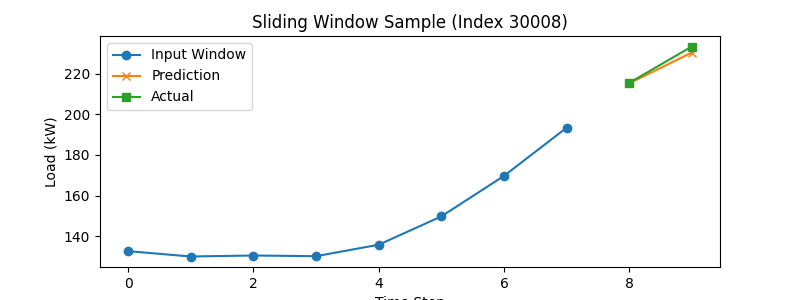 Sliding Window Sample (Index 30008)
Input Window
Prediction
Actual
Load (kW)
220
200
180
160
140
0
2
4
6
8